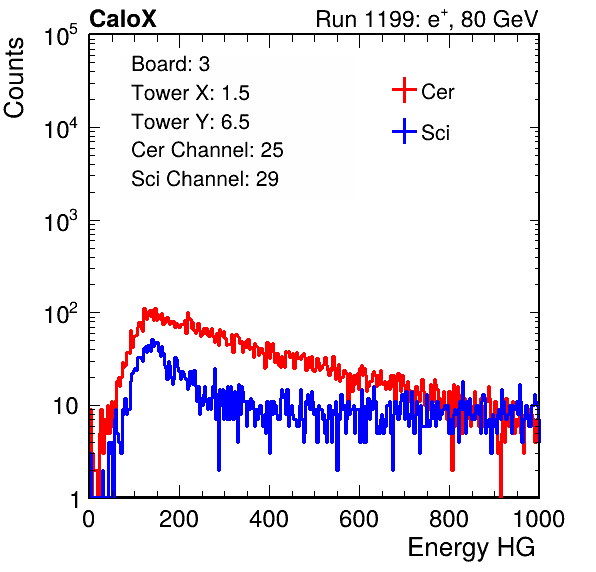 CaloX Run 1199: e⁺, 80 GeV
Counts
Board: 3
Tower X: 1.5
Tower Y: 6.5
Cer Channel: 25
Sci Channel: 29
Cer
Sci
10⁵
10⁴
10³
10²
10
1
0 200 400 600 800 1000
Energy HG